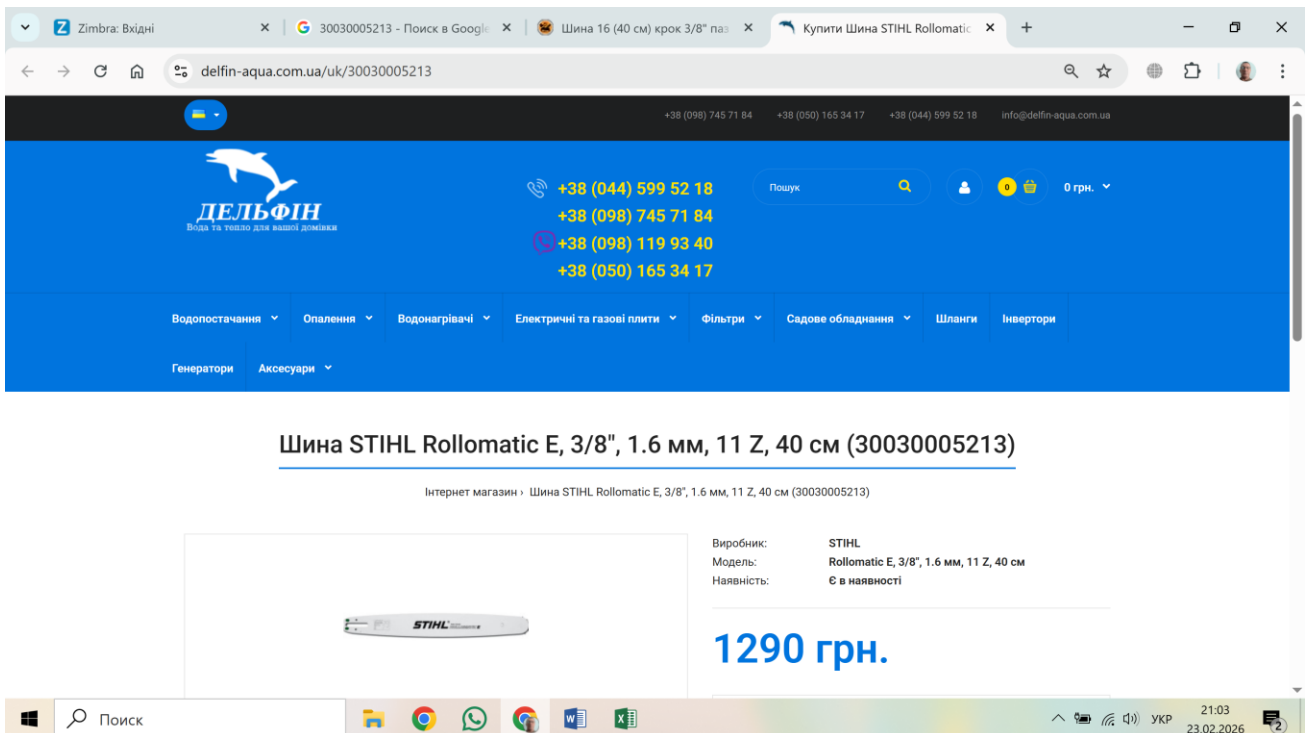 Zimbra: Вхідні
30030005213 - Поиск в Google
Шина 16 (40 см) крок 3/8" паз
Купити Шина STIHL Rollomatic
delfin-aqua.com.ua/uk/30030005213
+38 (098) 745 71 84 +38 (050) 165 34 17 +38 (044) 599 52 18 info@delfin-aqua.com.ua
ДЕЛЬФІН
Вода та тепло для вашої домівки
+38 (044) 599 52 18
+38 (098) 745 71 84
+38 (098) 119 93 40
+38 (050) 165 34 17
Пошук
0
0 грн.
Водопостачання Опалення Водонагрівачі Електричні та газові плити Фільтри Садове обладнання Шланги Інвертори
Генератори Аксесуари
Шина STIHL Rollomatic E, 3/8", 1.6 мм, 11 Z, 40 см (30030005213)
Інтернет магазин › Шина STIHL Rollomatic E, 3/8", 1.6 мм, 11 Z, 40 см (30030005213)
STIHL
Виробник: STIHL
Модель: Rollomatic E, 3/8", 1.6 мм, 11 Z, 40 см
Наявність: Є в наявності
1290 грн.
Поиск
УКР
21:03
23.02.2026
2